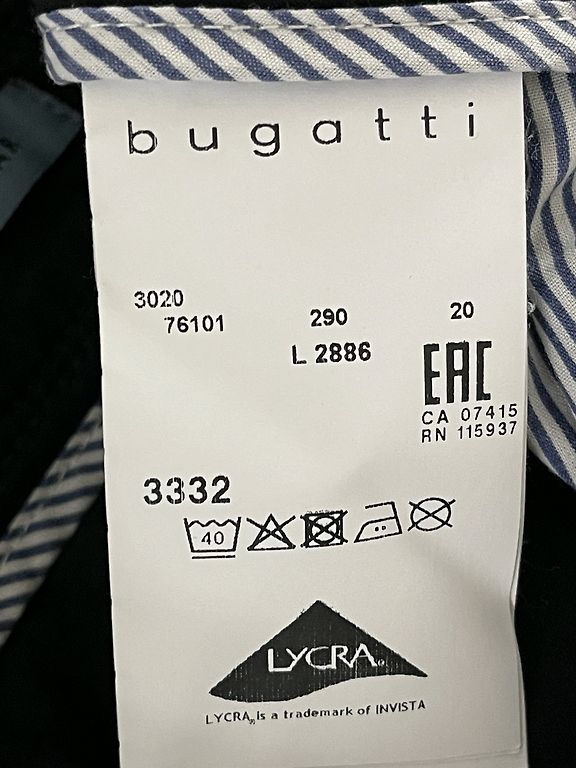 bugatti
3020
76101
290
20
L 2886
EAC
CA 07415
RN 115937
3332
40
LYCRA®
LYCRA® is a trademark of INVISTA